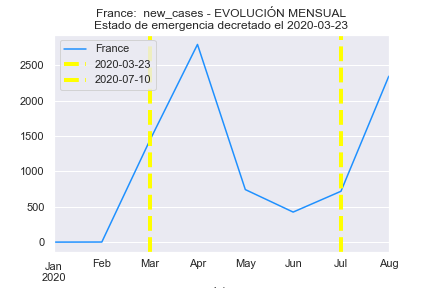 France:  new_cases - EVOLUCIÓN MENSUAL
Estado de emergencia decretado el 2020-03-23
France
2020-03-23
2020-07-10
2500
2000
1500
1000
500
0
Jan Feb Mar Apr May Jun Jul Aug
2020